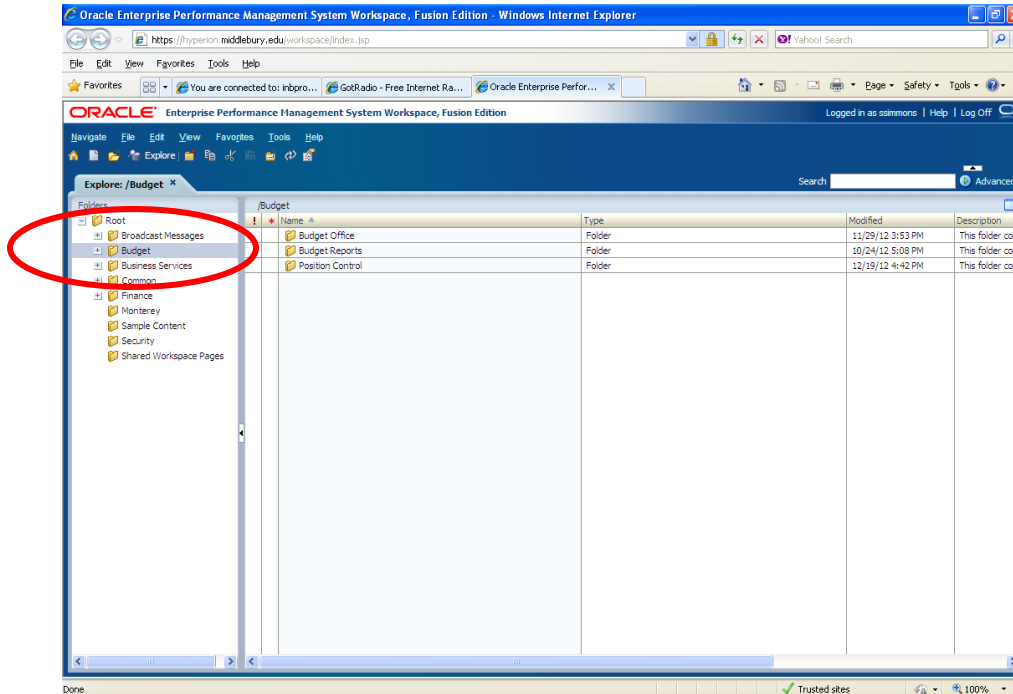 Oracle Enterprise Performance Management System Workspace, Fusion Edition - Windows Internet Explorer
https://hyperion.middlebury.edu/workspace/index.jsp
Yahoo! Search
File Edit View Favorites Tools Help
Favorites You are connected to: inbpro... GotRadio - Free Internet Ra... Oracle Enterprise Perfor... X Page Safety Tools
ORACLE Enterprise Performance Management System Workspace, Fusion Edition Logged in as ssimmons | Help | Log Off
Navigate File Edit View Favorites Tools Help
Explore
Explore: /Budget Search Advanced
Folders /Budget
Root ! * Name Type Modified Description
Broadcast Messages Budget Office Folder 11/29/12 3:53 PM This folder co
Budget Budget Reports Folder 10/24/12 5:08 PM This folder co
Business Services Position Control Folder 12/19/12 4:42 PM This folder co
Common
Finance
Monterey
Sample Content
Security
Shared Workspace Pages
Done Trusted sites 100%